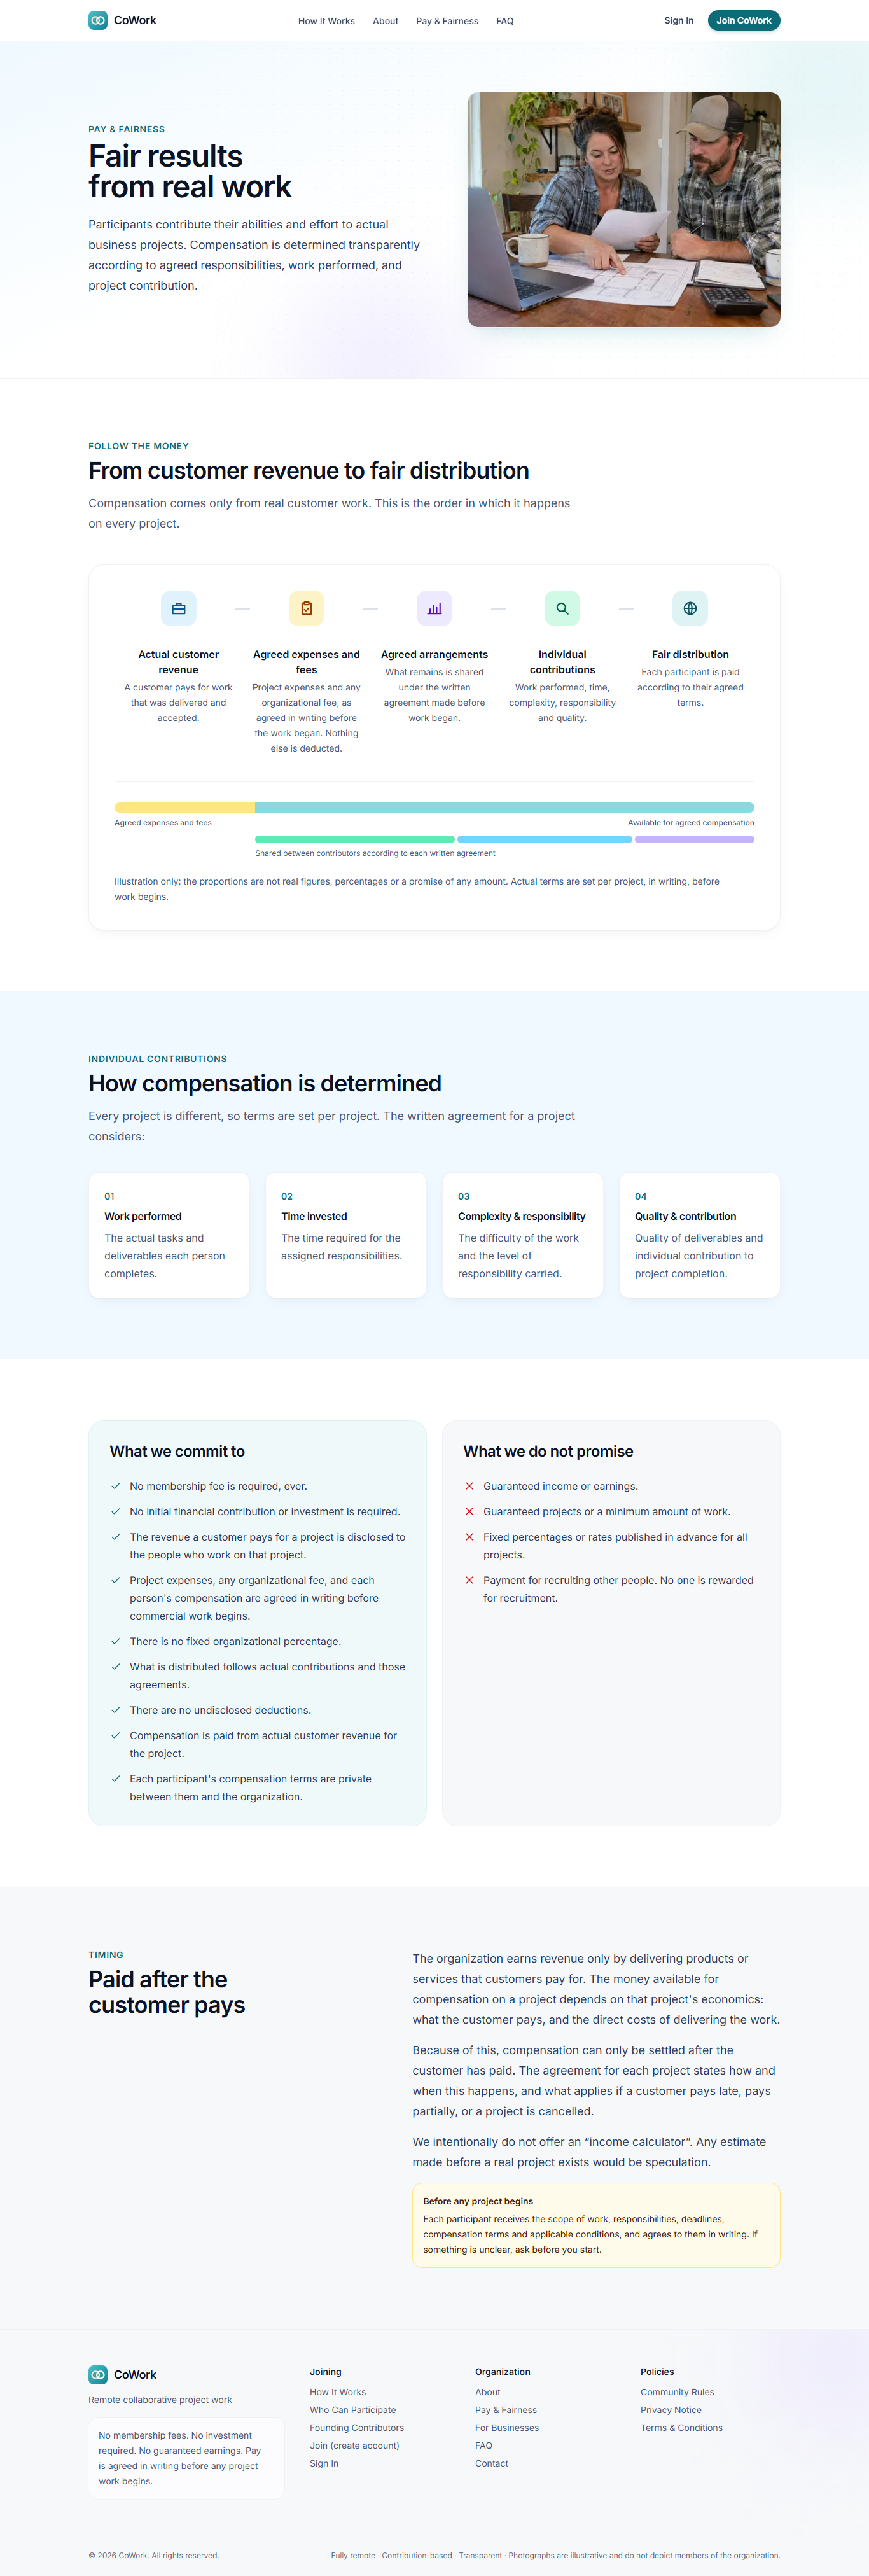 CoWork
How It Works
About
Pay & Fairness
FAQ
Sign In
Join CoWork
PAY & FAIRNESS
Fair results
from real work
Participants contribute their abilities and effort to actual
business projects. Compensation is determined transparently
according to agreed responsibilities, work performed, and
project contribution.
FOLLOW THE MONEY
From customer revenue to fair distribution
Compensation comes only from real customer work. This is the order in which it happens
on every project.
Actual customer
revenue
A customer pays for work
that was delivered and
accepted.
Agreed expenses and
fees
Project expenses and any
organizational fee, as
agreed in writing before
the work began. Nothing
else is deducted.
Agreed arrangements
What remains is shared
under the written
agreement made before
work began.
Individual
contributions
Work performed, time,
complexity, responsibility
and quality.
Fair distribution
Each participant is paid
according to their agreed
terms.
Agreed expenses and fees
Available for agreed compensation
Shared between contributors according to each written agreement
Illustration only: the proportions are not real figures, percentages or a promise of any amount. Actual terms are set per project, in writing, before
work begins.
INDIVIDUAL CONTRIBUTIONS
How compensation is determined
Every project is different, so terms are set per project. The written agreement for a project
considers:
01
Work performed
The actual tasks and
deliverables each person
completes.
02
Time invested
The time required for the
assigned responsibilities.
03
Complexity & responsibility
The difficulty of the work
and the level of
responsibility carried.
04
Quality & contribution
Quality of deliverables and
individual contribution to
project completion.
What we commit to
No membership fee is required, ever.
No initial financial contribution or investment is required.
The revenue a customer pays for a project is disclosed to
the people who work on that project.
Project expenses, any organizational fee, and each
person's compensation are agreed in writing before
commercial work begins.
There is no fixed organizational percentage.
What is distributed follows actual contributions and those
agreements.
There are no undisclosed deductions.
Compensation is paid from actual customer revenue for
the project.
Each participant's compensation terms are private
between them and the organization.
What we do not promise
Guaranteed income or earnings.
Guaranteed projects or a minimum amount of work.
Fixed percentages or rates published in advance for all
projects.
Payment for recruiting other people. No one is rewarded
for recruitment.
TIMING
Paid after the
customer pays
The organization earns revenue only by delivering products or
services that customers pay for. The money available for
compensation on a project depends on that project's economics:
what the customer pays, and the direct costs of delivering the work.
Because of this, compensation can only be settled after the
customer has paid. The agreement for each project states how and
when this happens, and what applies if a customer pays late, pays
partially, or a project is cancelled.
We intentionally do not offer an “income calculator”. Any estimate
made before a real project exists would be speculation.
Before any project begins
Each participant receives the scope of work, responsibilities, deadlines,
compensation terms and applicable conditions, and agrees to them in writing. If
something is unclear, ask before you start.
CoWork
Remote collaborative project work
No membership fees. No investment
required. No guaranteed earnings. Pay
is agreed in writing before any project
work begins.
Joining
How It Works
Who Can Participate
Founding Contributors
Join (create account)
Sign In
Organization
About
Pay & Fairness
For Businesses
FAQ
Contact
Policies
Community Rules
Privacy Notice
Terms & Conditions
© 2026 CoWork. All rights reserved.
Fully remote · Contribution-based · Transparent · Photographs are illustrative and do not depict members of the organization.